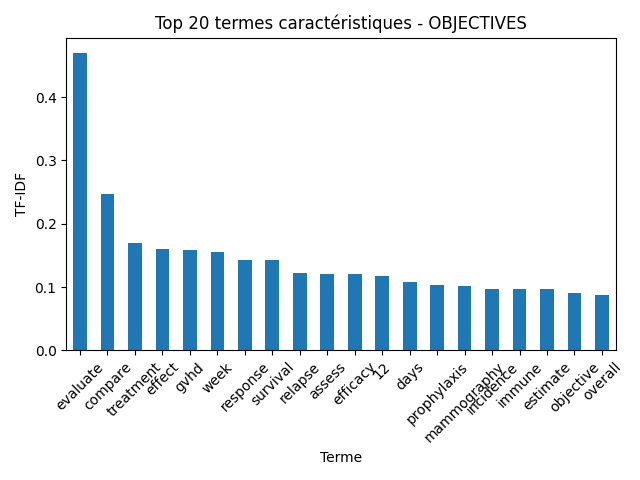 Top 20 termes caractéristiques - OBJECTIVES
TF-IDF
0.4
0.3
0.2
0.1
0.0
evaluate
compare
treatment
effect
gvhd
week
response
survival
relapse
assess
efficacy
12
days
prophylaxis
mammography
incidence
immune
estimate
objective
overall
Terme